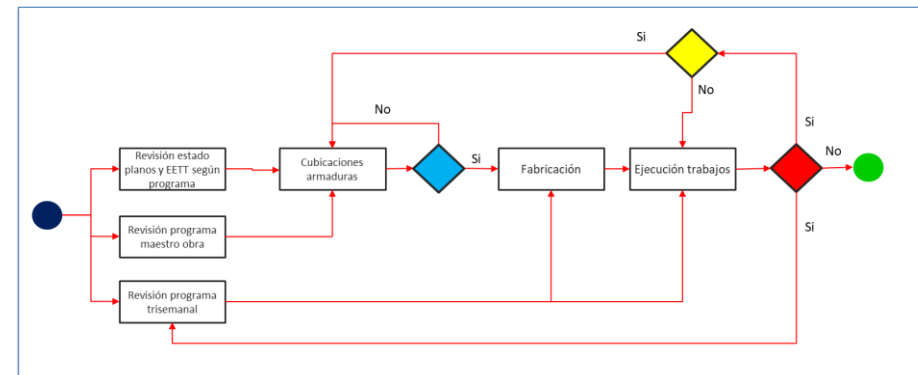 Si
No
No
Si
Revisión estado
planos y EETT según
programa
Cubicaciones
armaduras
Si
Fabricación
Ejecución trabajos
No
Revisión programa
maestro obra
Si
Revisión programa
trisemanal